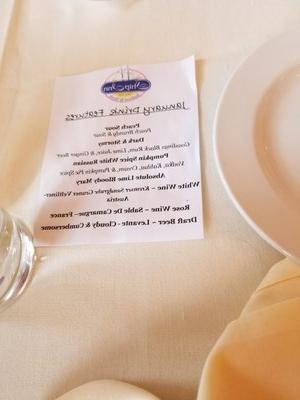 Ship Inn
January Drink Features
Peach Sour
Peach Brandy & Sour
Dark & Stormy
Goslings Black Rum, Lime Juice, & Ginger Beer
Pumpkin Spice White Russian
Vodka, Kahlua, Cream, & Pumpkin Pie Spice
Absolute Lime Bloody Mary
White Wine ~ Kremser Sandgrube Gruner Veltliner-
Austria
Rose Wine ~ Sable De Camargue - France
Draft Beer ~ Levante - Cloudy & Cumbersome